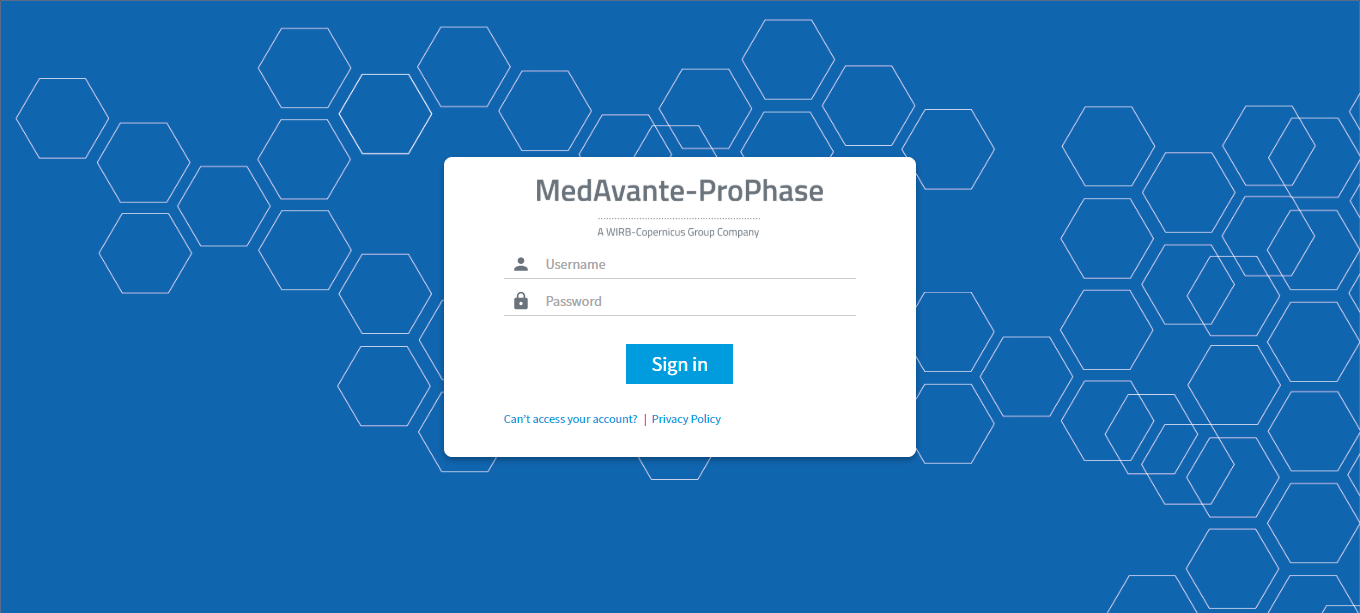 MedAvante-ProPhase
A WIRB-Copernicus Group Company
Username
Password
Sign in
Can't access your account? | Privacy Policy